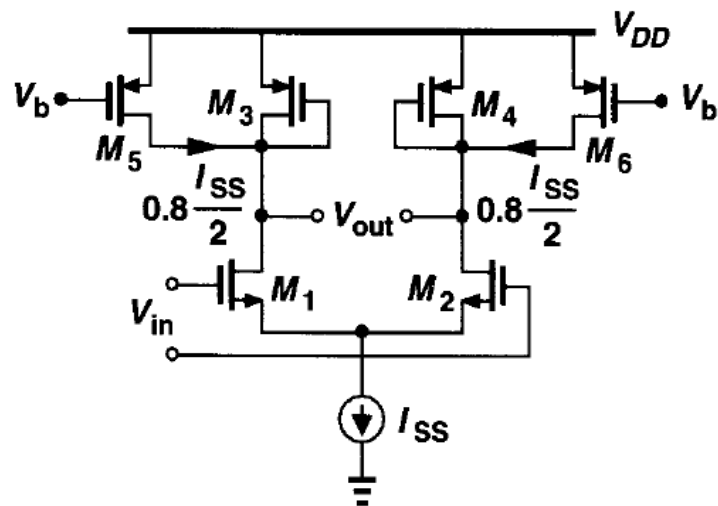 V_DD
V_b
M_3
M_4
V_b
M_5
M_6
0.8 I_SS/2
V_out
0.8 I_SS/2
M_1
M_2
V_in
I_SS